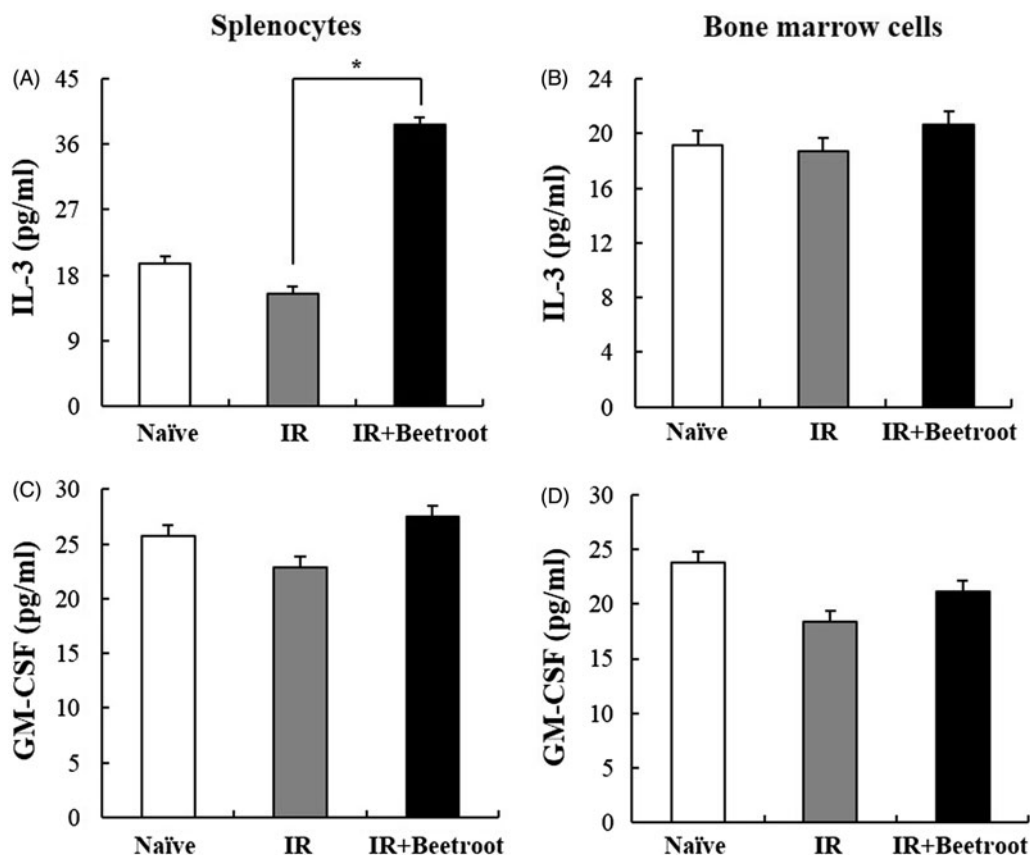 Splenocytes
Bone marrow cells
(A)
IL-3 (pg/ml)
45
36
27
18
9
0
*
Naïve IR IR+Beetroot
(B)
IL-3 (pg/ml)
24
20
16
12
8
4
0
Naïve IR IR+Beetroot
(C)
GM-CSF (pg/ml)
30
25
20
15
10
5
0
Naïve IR IR+Beetroot
(D)
GM-CSF (pg/ml)
30
25
20
15
10
5
0
Naïve IR IR+Beetroot